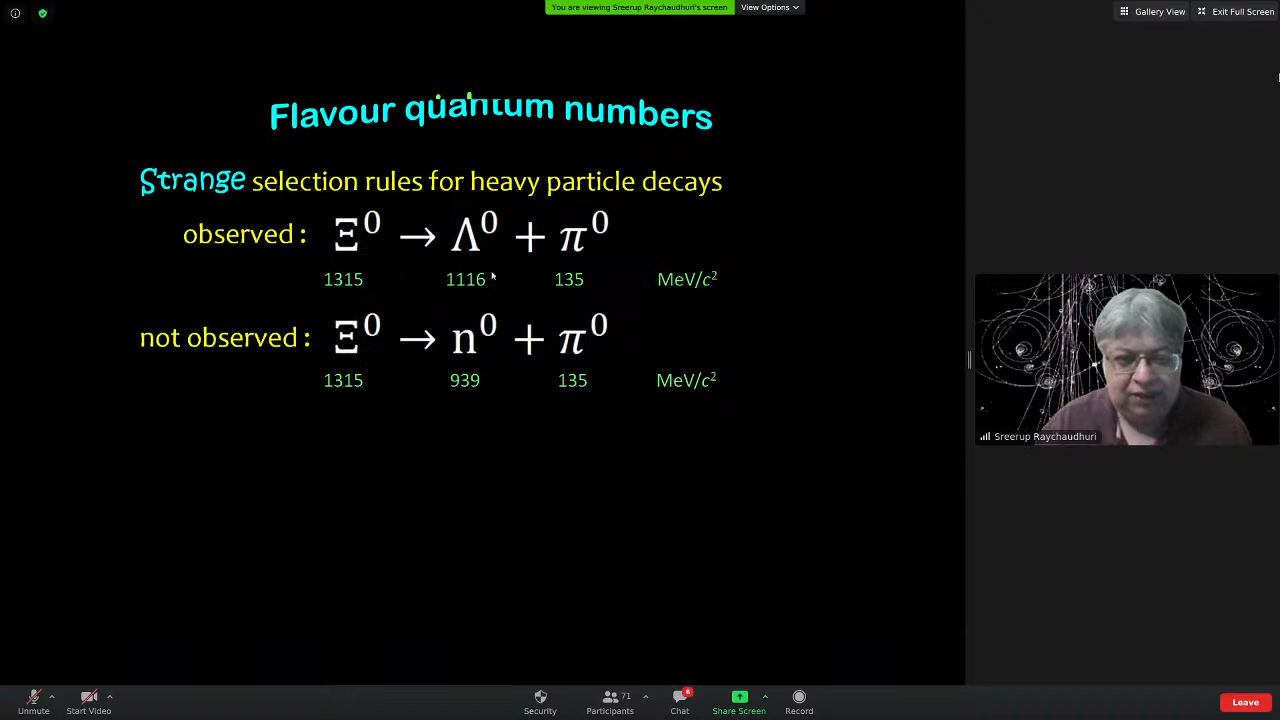 You are viewing Sreerup Raychaudhuri's screen
View Options
Gallery View
Exit Full Screen
Flavour quantum numbers
Strange selection rules for heavy particle decays
observed : Ξ⁰ → Λ⁰ + π⁰
1315 1116 135 MeV/c²
not observed : Ξ⁰ → n⁰ + π⁰
1315 939 135 MeV/c²
Sreerup Raychaudhuri
Unmute
Start Video
Security
Participants 71
Chat 6
Share Screen
Record
Leave